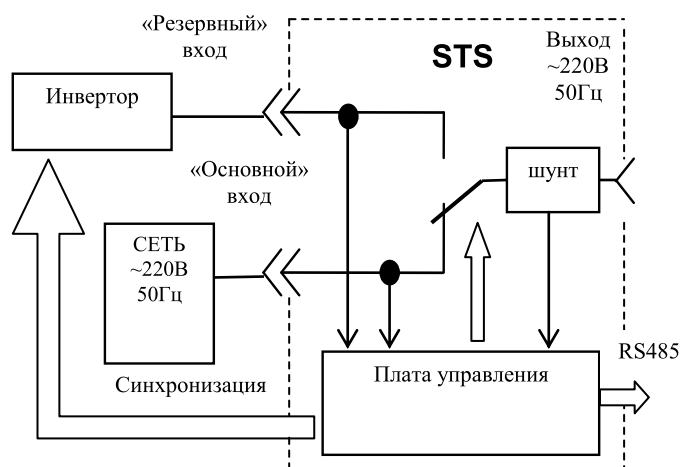 «Резервный»
вход
STS
Выход
~220В
50Гц
Инвертор
«Основной»
вход
шунт
СЕТЬ
~220В
50Гц
Синхронизация
Плата управления
RS485